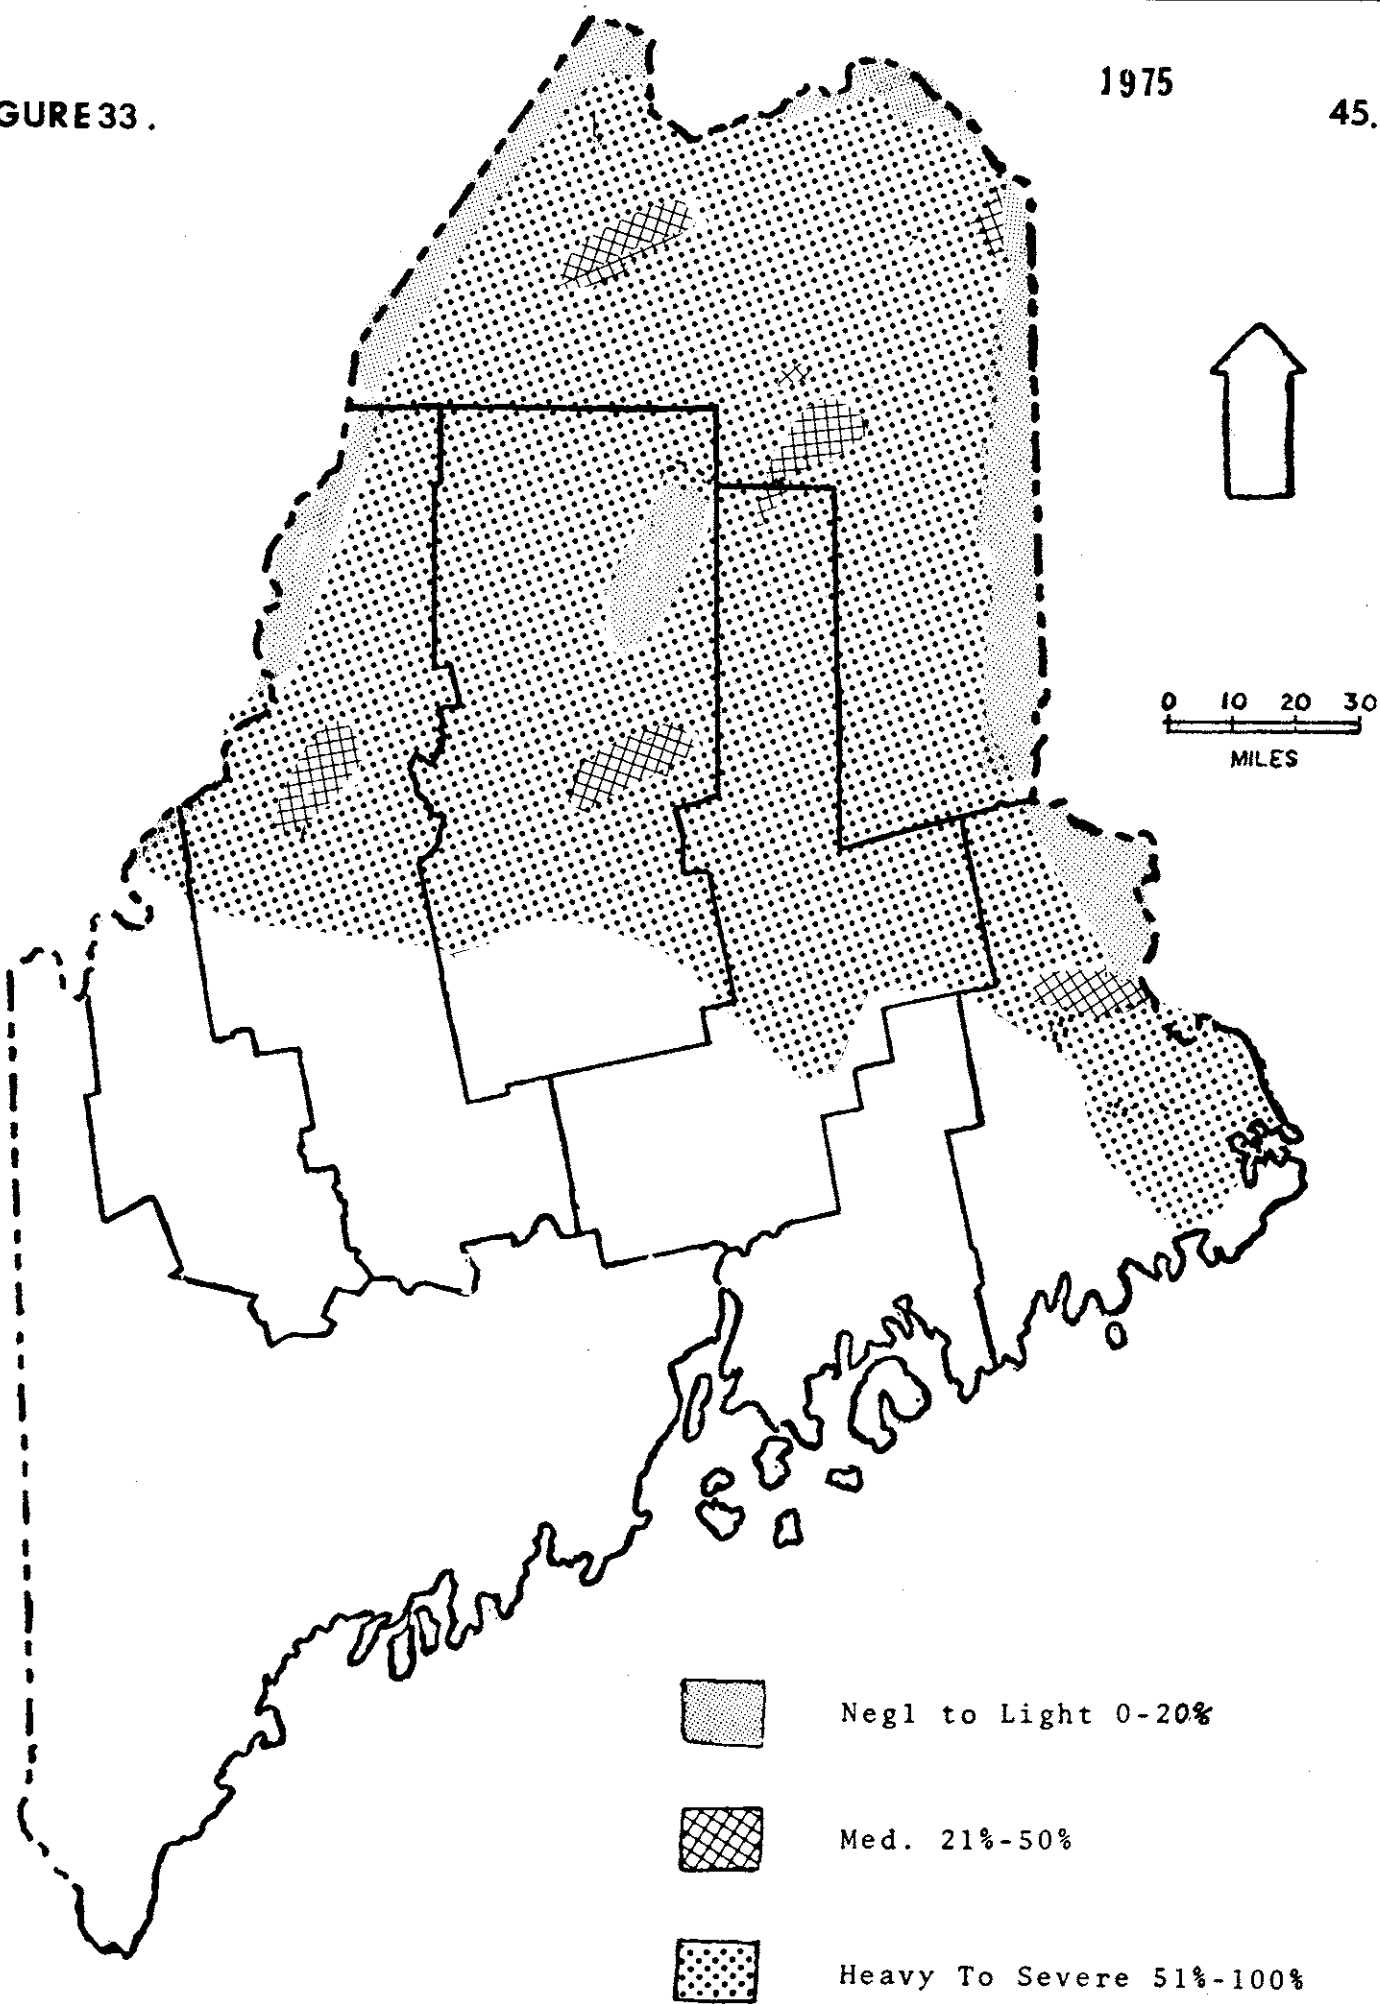 1975
GURE 33.
45.
0 10 20 30
MILES
Negl to Light 0-20%
Med. 21%-50%
Heavy To Severe 51%-100%